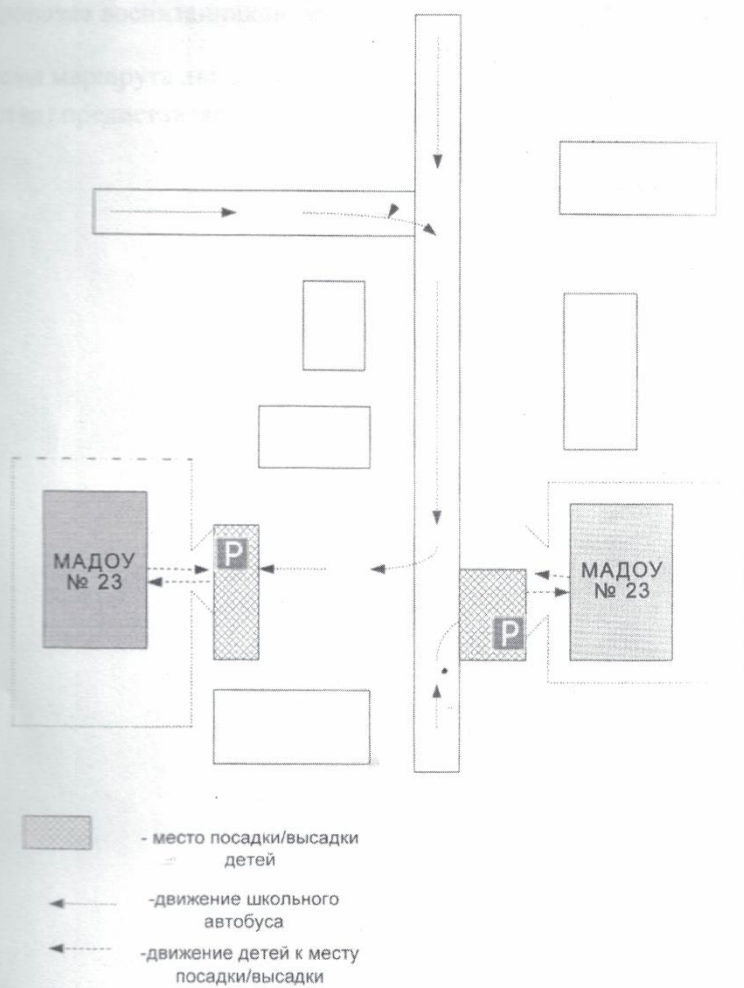 МАДОУ
№ 23
P
МАДОУ
№ 23
P
- место посадки/высадки
детей
-движение школьного
автобуса
-движение детей к месту
посадки/высадки